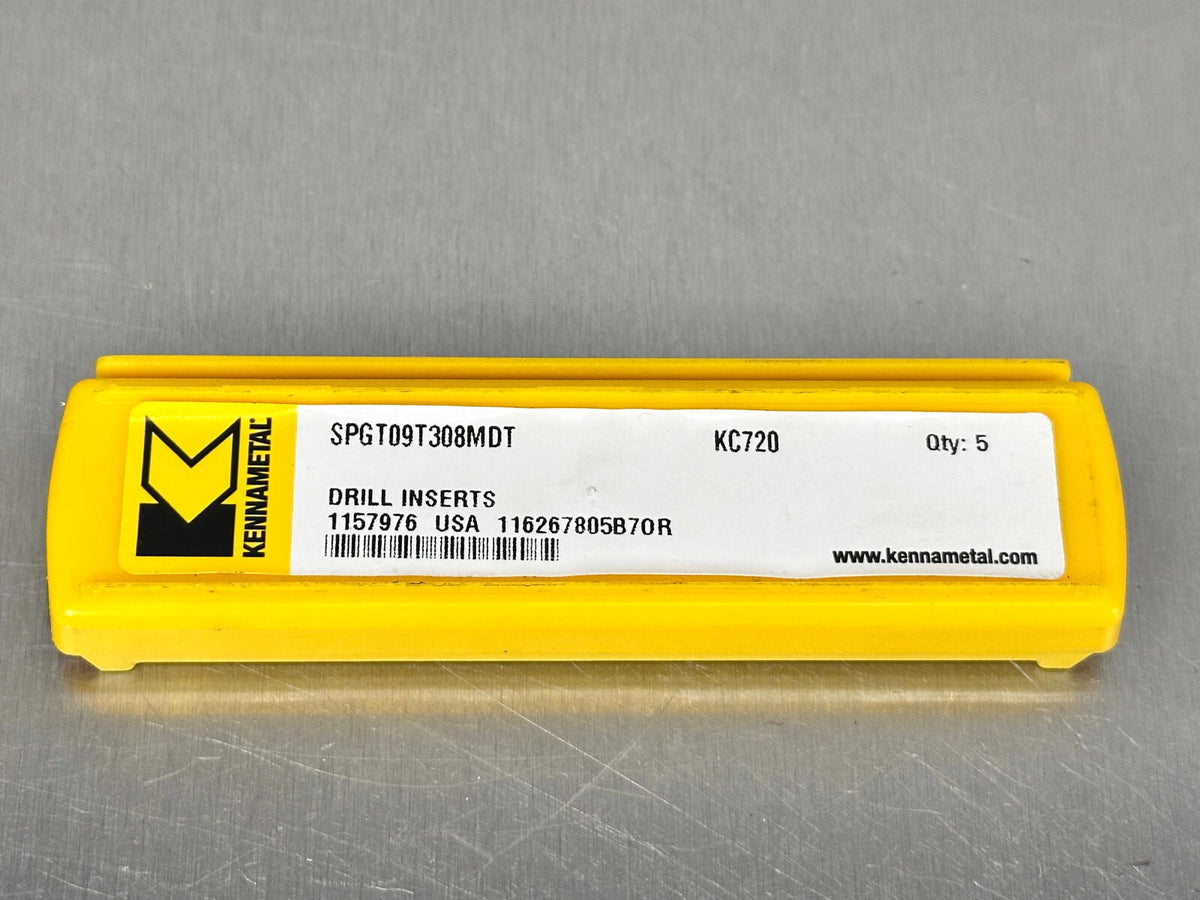 KENNAMETAL®
SPGT09T308MDT KC720 Qty: 5
DRILL INSERTS
1157976 USA 116267805B70R
www.kennametal.com